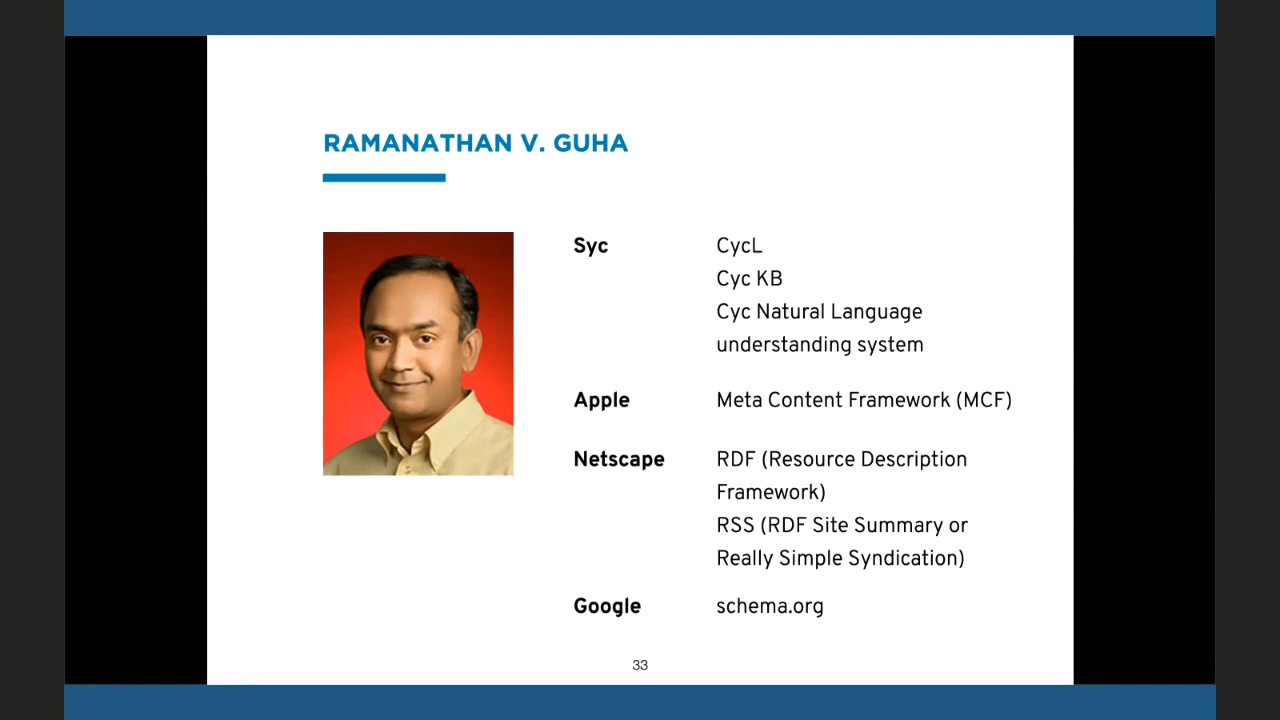 RAMANATHAN V. GUHA
Syc CycL
Cyc KB
Cyc Natural Language
understanding system
Apple Meta Content Framework (MCF)
Netscape RDF (Resource Description
Framework)
RSS (RDF Site Summary or
Really Simple Syndication)
Google schema.org
33